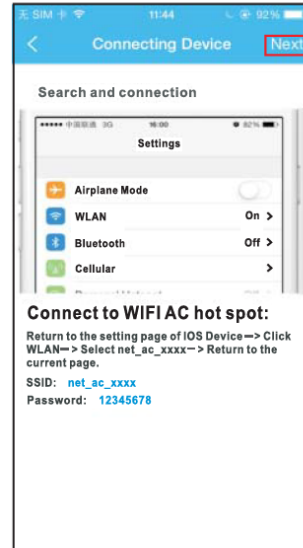 无 SIM 卡 11:44 92%
Connecting Device Next
Search and connection
中国联通 3G 16:00 82%
Settings
Airplane Mode
WLAN On
Bluetooth Off
Cellular
Connect to WIFI AC hot spot:
Return to the setting page of IOS Device—> Click
WLAN—> Select net_ac_xxxx—> Return to the
current page.
SSID: net_ac_xxxx
Password: 12345678